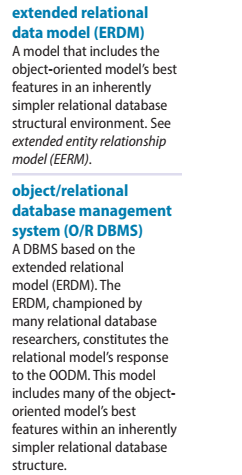 extended relational
data model (ERDM)
A model that includes the
object-oriented model's best
features in an inherently
simpler relational database
structural environment. See
extended entity relationship
model (EERM).
object/relational
database management
system (O/R DBMS)
A DBMS based on the
extended relational
model (ERDM). The
ERDM, championed by
many relational database
researchers, constitutes the
relational model's response
to the OODM. This model
includes many of the object-
oriented model's best
features within an inherently
simpler relational database
structure.